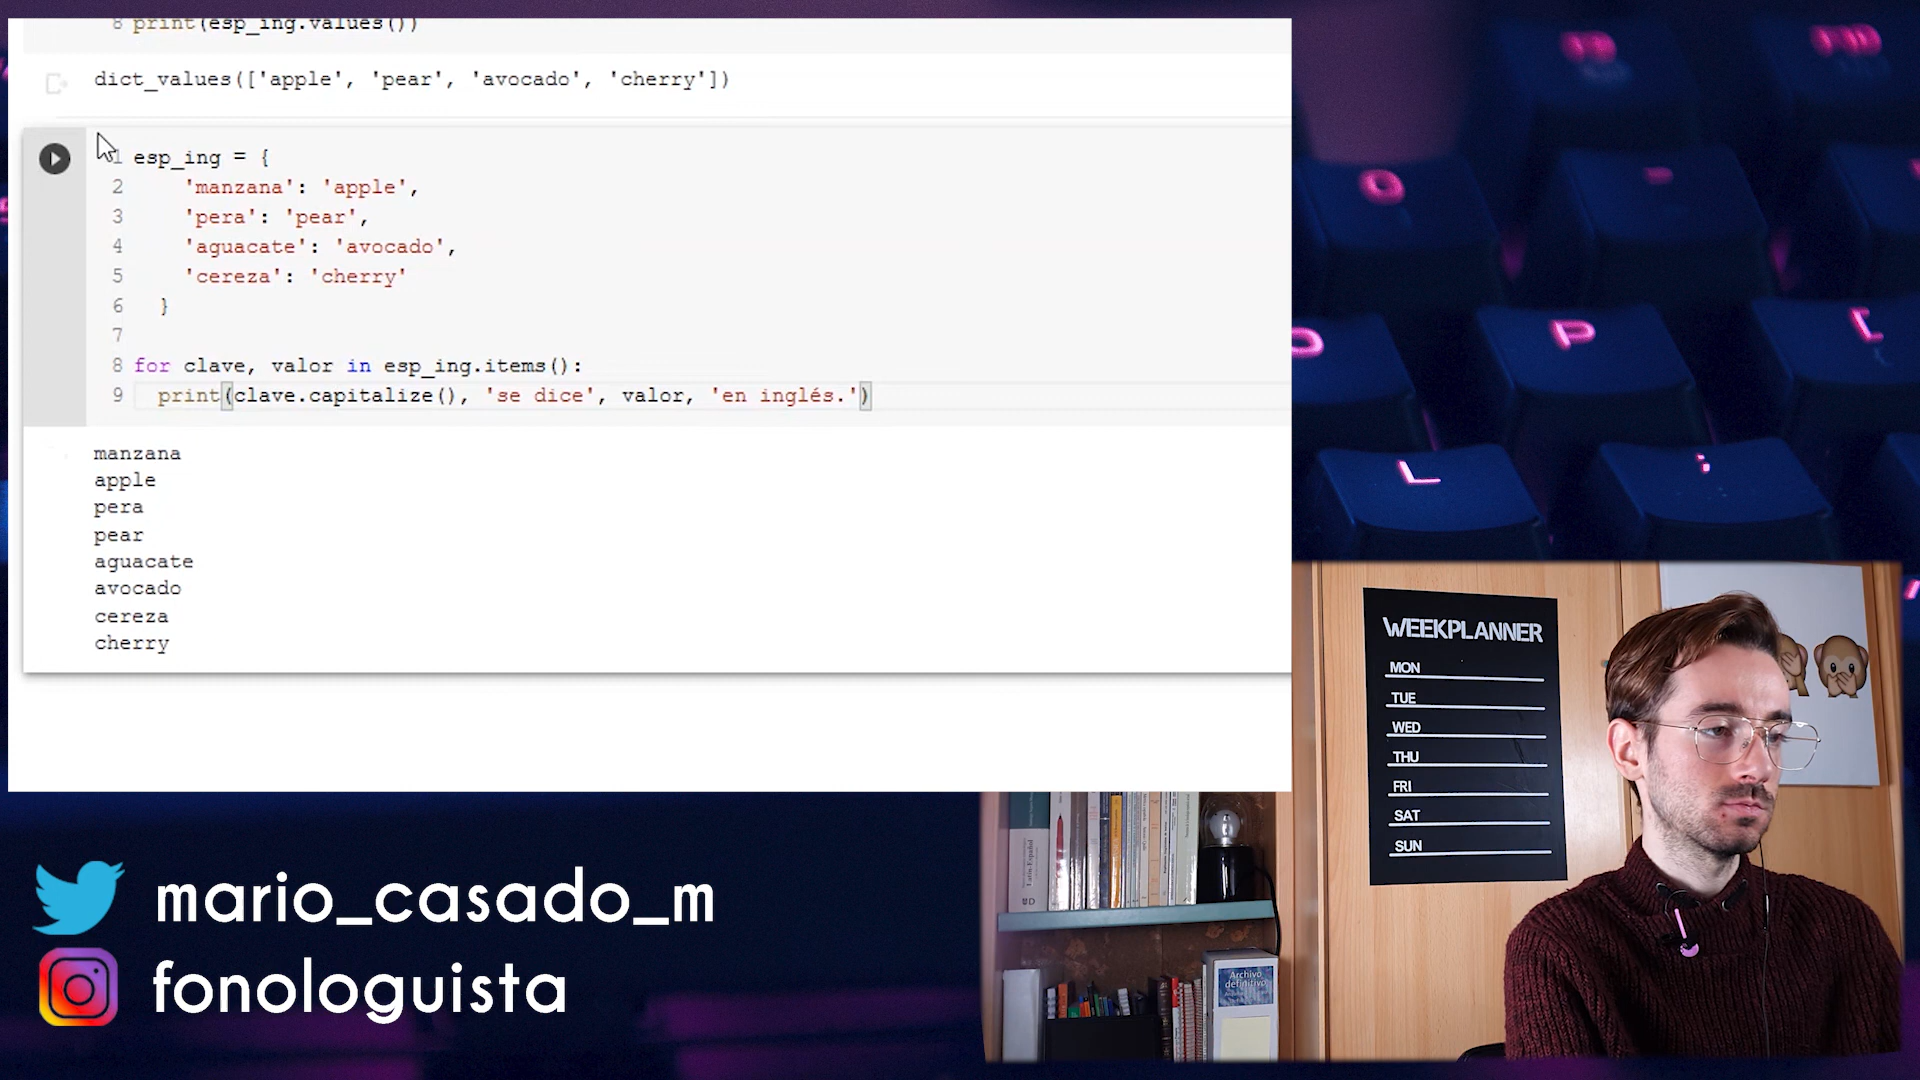 8 print(esp_ing.values())
dict_values(['apple', 'pear', 'avocado', 'cherry'])
1 esp_ing = {
2 'manzana': 'apple',
3 'pera': 'pear',
4 'aguacate': 'avocado',
5 'cereza': 'cherry'
6 }
7
8 for clave, valor in esp_ing.items():
9 print(clave.capitalize(), 'se dice', valor, 'en inglés.')
manzana
apple
pera
pear
aguacate
avocado
cereza
cherry
O
P
[
L
;
WEEKPLANNER
MON
TUE
WED
THU
FRI
SAT
SUN
Archivo
definitivo
mario_casado_m
fonologuista